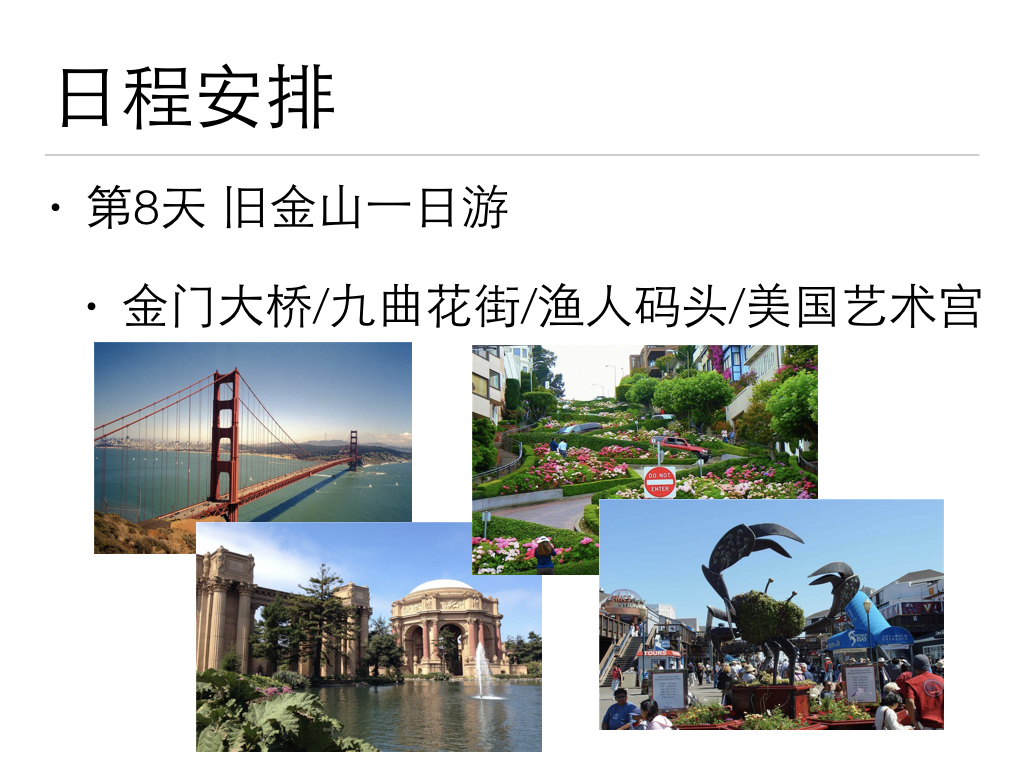 日程安排
• 第8天 旧金山一日游
• 金门大桥/九曲花街/渔人码头/美国艺术宫
DO NOT
ENTER
TOURS